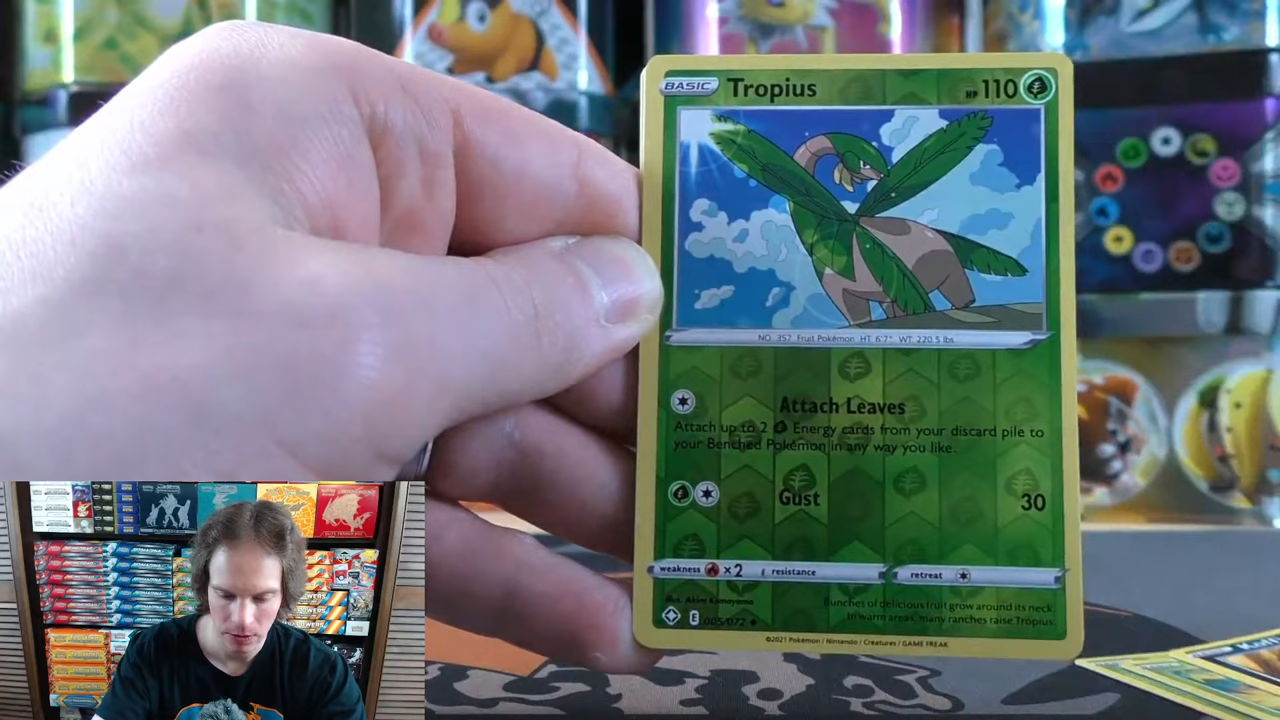 BASIC Tropius HP 110
NO. 357 Fruit Pokémon HT: 6'7" WT: 220.5 lbs
Attach Leaves
Attach up to 2 Energy cards from your discard pile to
your Benched Pokémon in any way you like.
Gust 30
weakness ×2 resistance retreat
Illus. Akira Komayama
Bunches of delicious fruit grow around its neck.
In warm areas, many ranches raise Tropius.
E 005/072
©2021 Pokémon / Nintendo / Creatures / GAME FREAK